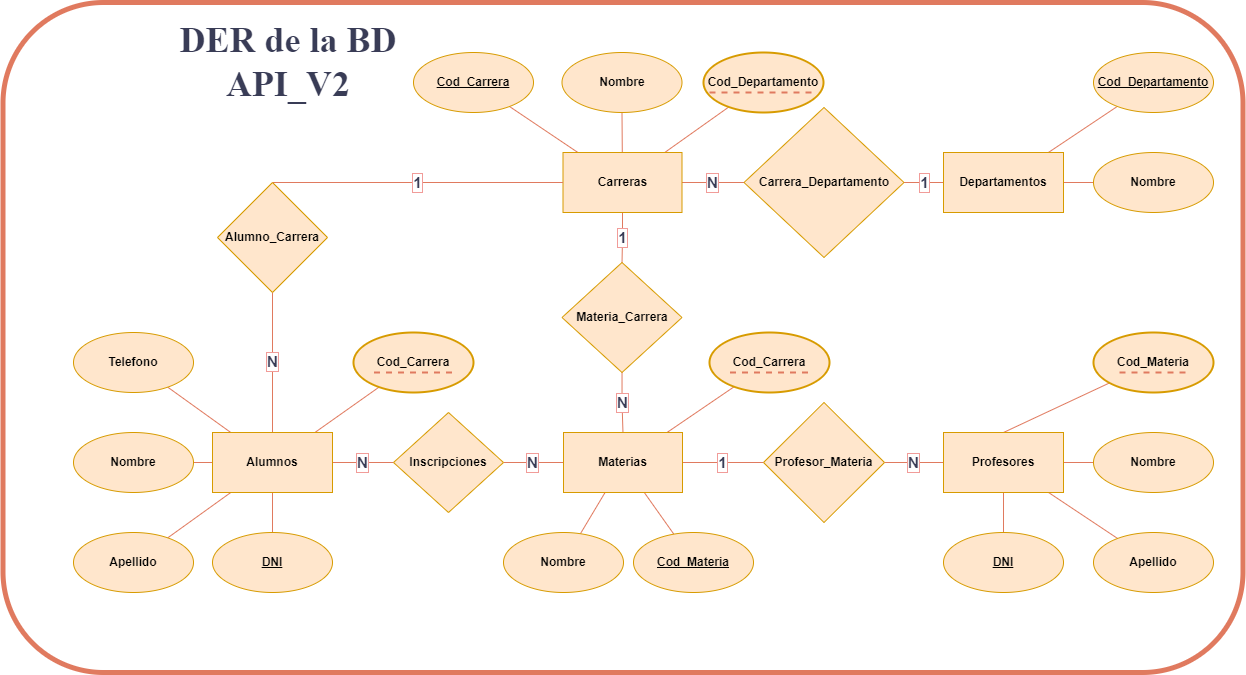 DER de la BD
API_V2
Cod_Carrera
Nombre
Cod_Departamento
Cod_Departamento
Carreras
N
Carrera_Departamento
1
Departamentos
Nombre
1
Alumno_Carrera
1
Materia_Carrera
Telefono
N
Cod_Carrera
N
Cod_Carrera
Cod_Materia
Nombre
Alumnos
N
Inscripciones
N
Materias
1
Profesor_Materia
N
Profesores
Nombre
Apellido
DNI
Nombre
Cod_Materia
DNI
Apellido